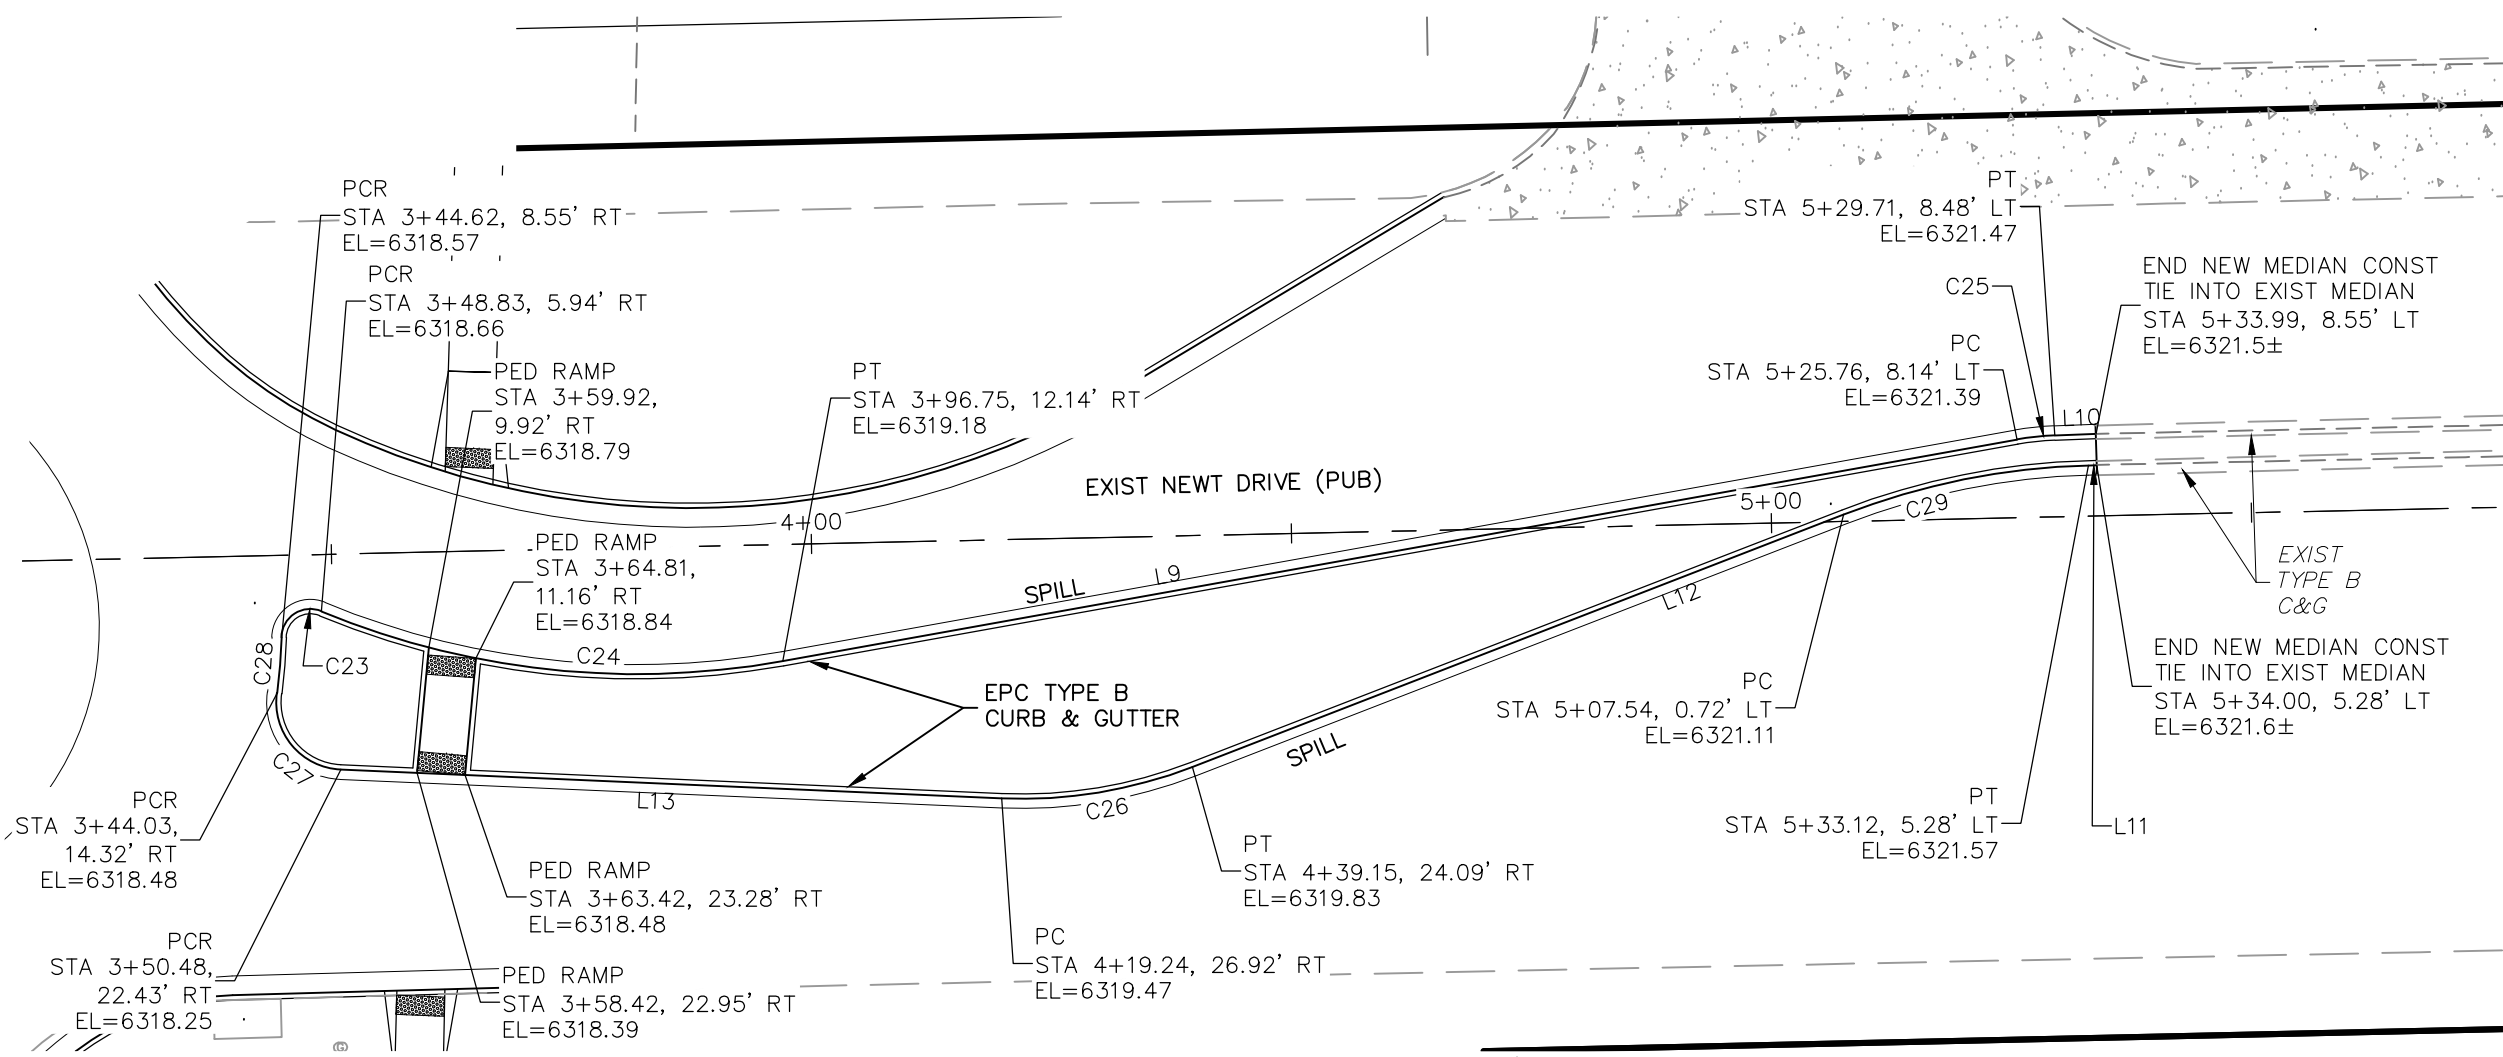 PCR
STA 3+44.62, 8.55' RT
EL=6318.57
PCR
STA 3+48.83, 5.94' RT
EL=6318.66
PED RAMP
STA 3+59.92,
9.92' RT
EL=6318.79
PT
STA 3+96.75, 12.14' RT
EL=6319.18
PT
STA 5+29.71, 8.48' LT
EL=6321.47
C25
PC
STA 5+25.76, 8.14' LT
EL=6321.39
END NEW MEDIAN CONST
TIE INTO EXIST MEDIAN
STA 5+33.99, 8.55' LT
EL=6321.5±
L10
EXIST NEWT DRIVE (PUB)
4+00
5+00
C29
PED RAMP
STA 3+64.81,
11.16' RT
EL=6318.84
SPILL
L9
L12
EXIST
TYPE B
C&G
C28
C23
C24
EPC TYPE B
CURB & GUTTER
END NEW MEDIAN CONST
TIE INTO EXIST MEDIAN
STA 5+34.00, 5.28' LT
EL=6321.6±
PC
STA 5+07.54, 0.72' LT
EL=6321.11
SPILL
C27
L13
C26
PCR
STA 3+44.03,
14.32' RT
EL=6318.48
PT
STA 5+33.12, 5.28' LT
EL=6321.57
L11
PED RAMP
STA 3+63.42, 23.28' RT
EL=6318.48
PT
STA 4+39.15, 24.09' RT
EL=6319.83
PCR
STA 3+50.48,
22.43' RT
EL=6318.25
PC
STA 4+19.24, 26.92' RT
EL=6319.47
PED RAMP
STA 3+58.42, 22.95' RT
EL=6318.39